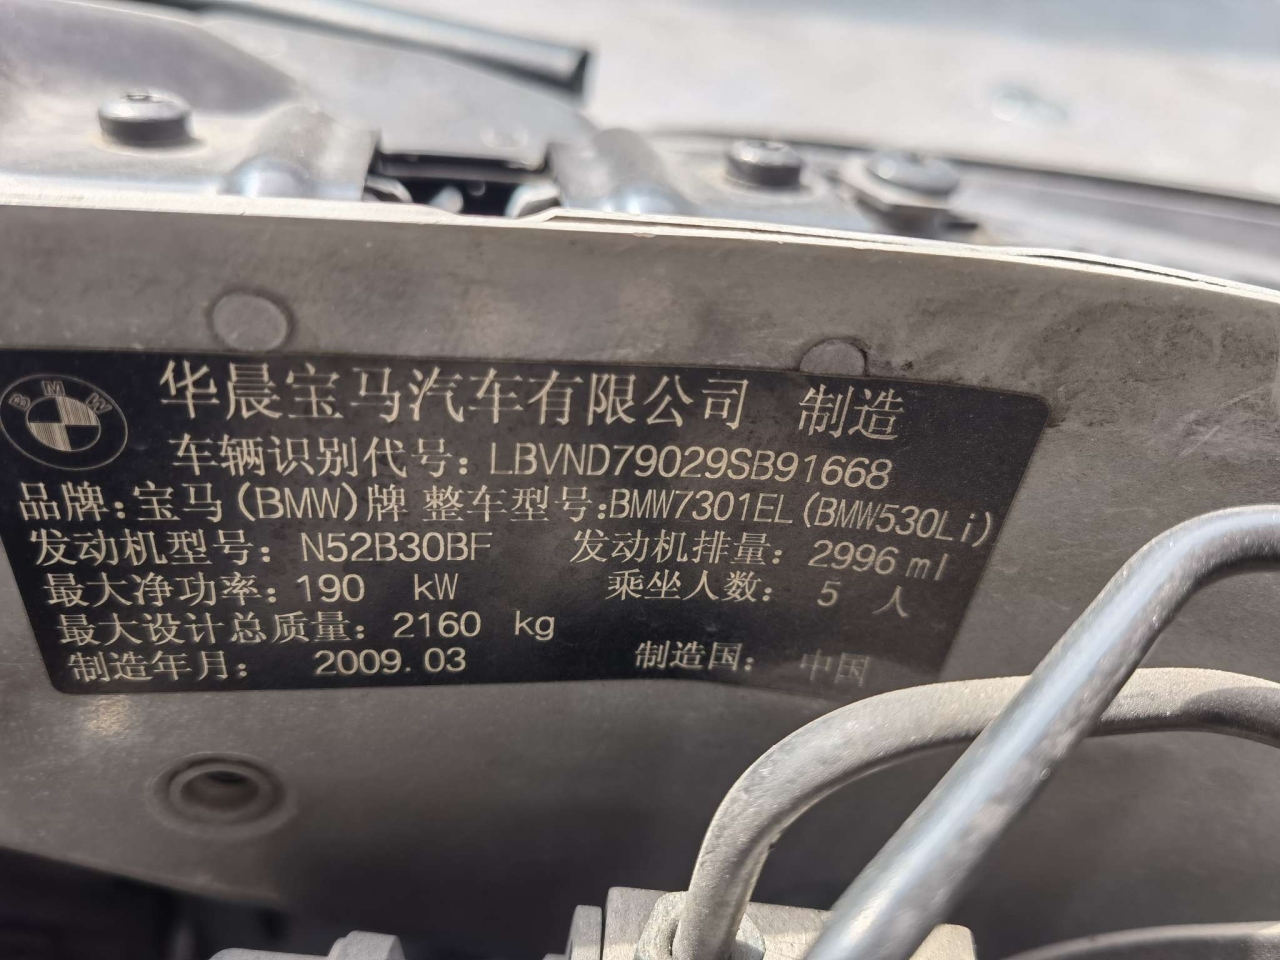 BMW
华晨宝马汽车有限公司 制造
车辆识别代号：LBVND79029SB91668
品牌：宝马(BMW)牌 整车型号：BMW7301EL(BMW530Li)
发动机型号：N52B30BF 发动机排量：2996 ml
最大净功率：190 kW 乘坐人数：5 人
最大设计总质量：2160 kg
制造年月：2009.03 制造国：中国